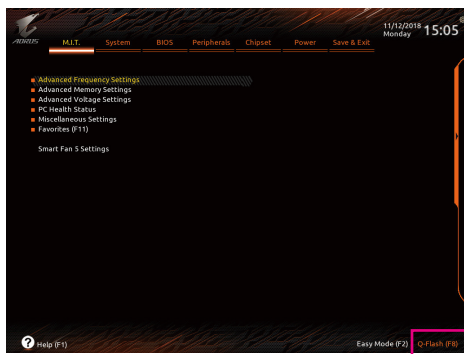 11/12/2018 15:05
Monday
AORUS
M.I.T. System BIOS Peripherals Chipset Power Save & Exit
Advanced Frequency Settings
Advanced Memory Settings
Advanced Voltage Settings
PC Health Status
Miscellaneous Settings
Favorites (F11)
Smart Fan 5 Settings
? Help (F1) Easy Mode (F2) Q-Flash (F8)